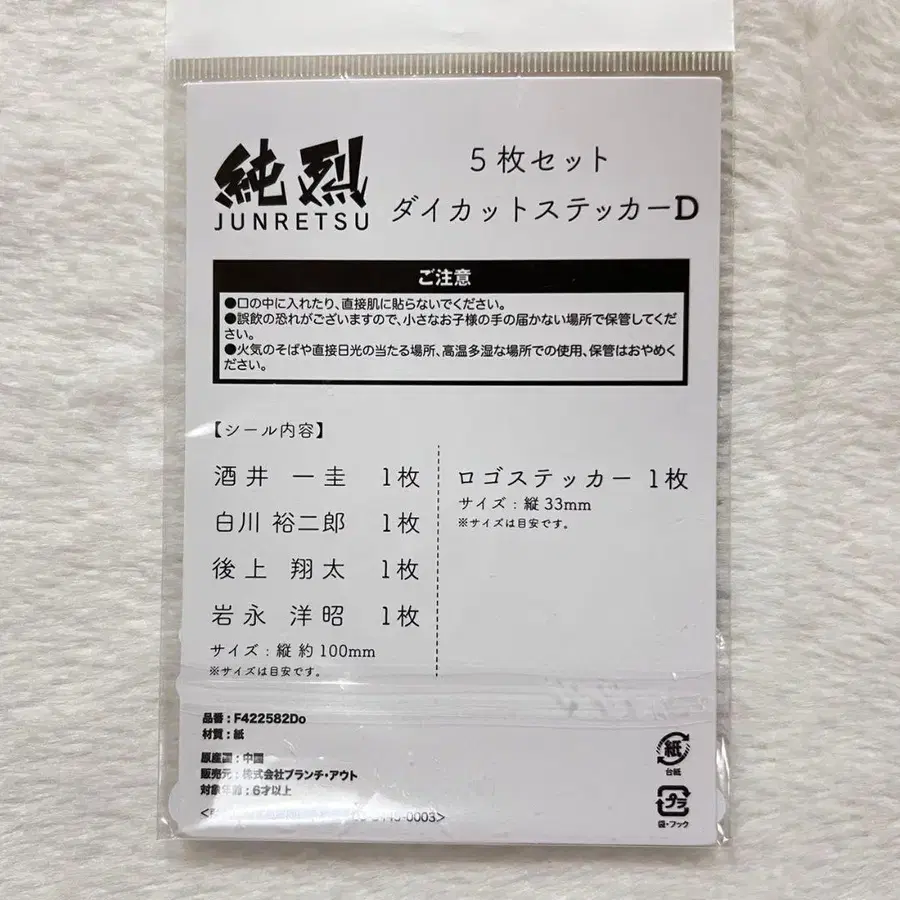 純烈
JUNRETSU
5枚セット
ダイカットステッカーD
ご注意
●口の中に入れたり、直接肌に貼らないでください。
●誤飲の恐れがございますので、小さなお子様の手の届かない場所で保管してくだ
さい。
●火気のそばや直接日光の当たる場所、高温多湿な場所での使用、保管はおやめく
ださい。
【シール内容】
酒井 一圭 1枚
白川 裕二郎 1枚
後上 翔太 1枚
岩永 洋昭 1枚
サイズ：縦 約100mm
※サイズは目安です。
ロゴステッカー 1枚
サイズ：縦 33mm
※サイズは目安です。
品番：F422582Do
材質：紙
原産国：中国
販売元：株式会社ブランチ・アウト
対象年齢：6才以上
-0003>
紙
台紙
プラ
袋・フック